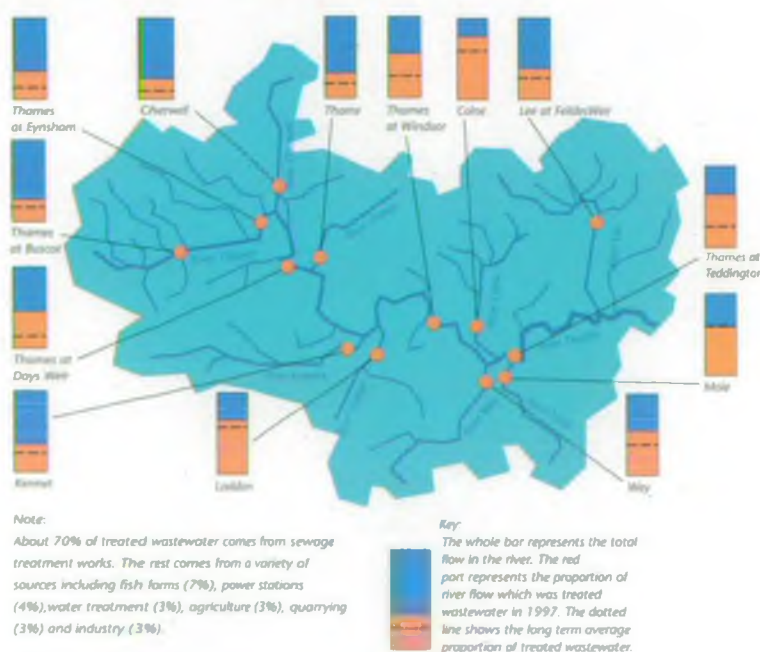 Cherwell
Thame
Thames
at Windsor
Colne
Lee at Feildes Weir
Thames
at Eynsham
Thames
at Buscot
Thames at
Teddington
Thames at
Days Weir
Mole
Kennet
Loddon
Wey
Note:
About 70% of treated wastewater comes from sewage
treatment works. The rest comes from a variety of
sources including fish farms (7%), power stations
(4%),water treatment (3%), agriculture (3%), quarrying
(3%) and industry (3%).
Key:
The whole bar represents the total
flow in the river. The red
part represents the proportion of
river flow which was treated
wastewater in 1997. The dotted
line shows the long term average
proportion of treated wastewater.